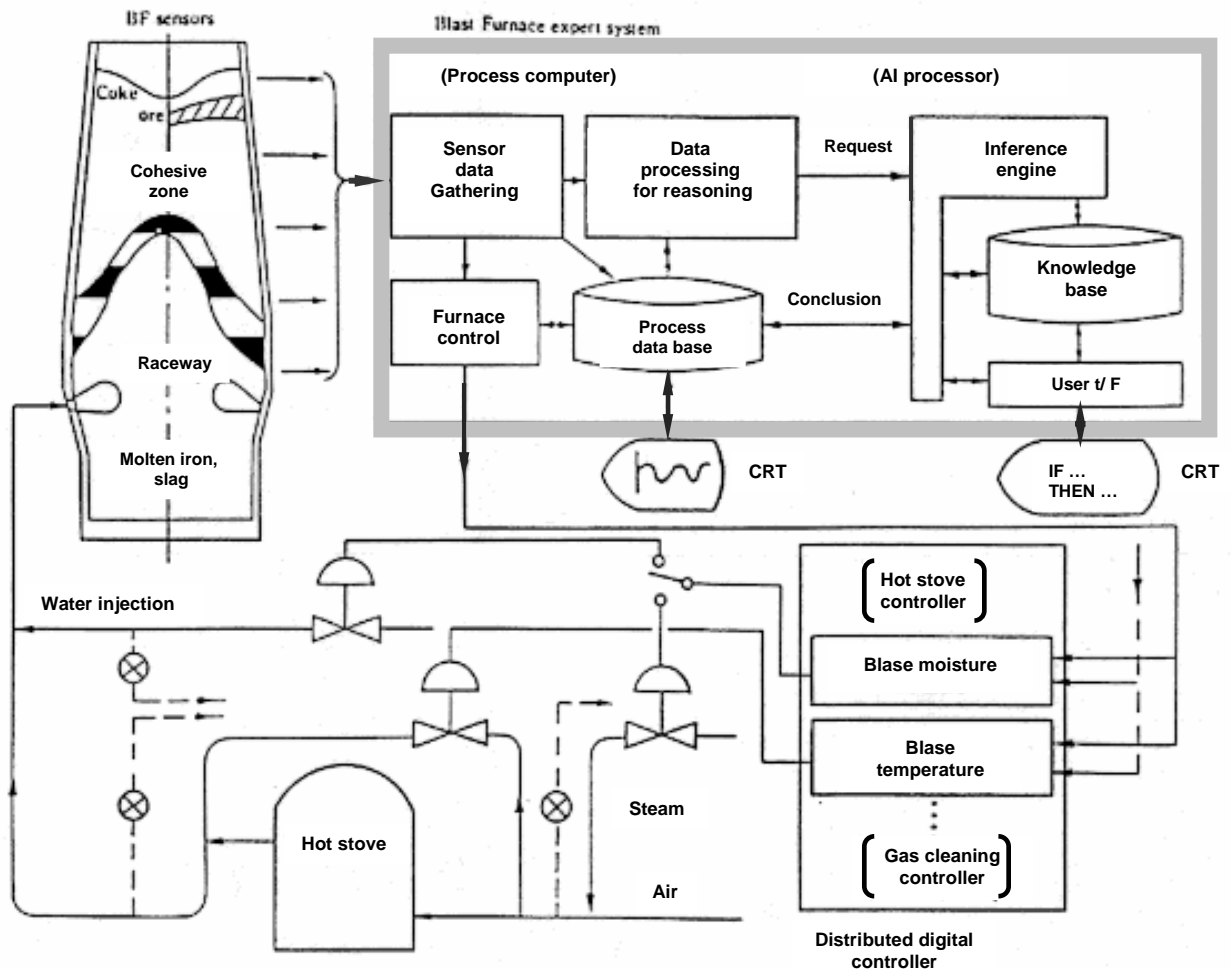 BF sensors
Blast Furnace expert system
(Process computer)
(AI processor)
Coke
ore
Cohesive
zone
Raceway
Molten iron,
slag
Sensor
data
Gathering
Data
processing
for reasoning
Request
Inference
engine
Knowledge
base
Furnace
control
Process
data base
Conclusion
User t/ F
CRT
IF ...
THEN ...
CRT
Water injection
Hot stove
controller
Blase moisture
Blase
temperature
Gas cleaning
controller
Steam
Hot stove
Air
Distributed digital
controller